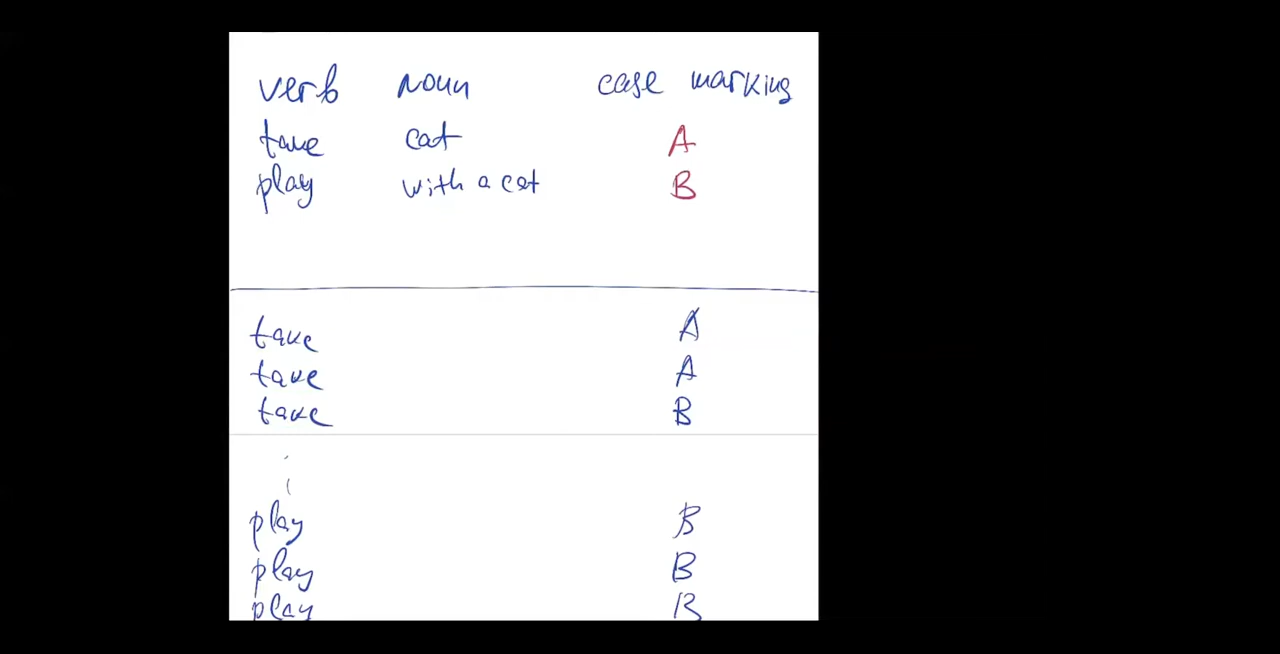 verb noun case marking
take cat A
play with a cat B
take A
take A
take B
play B
play B
play B